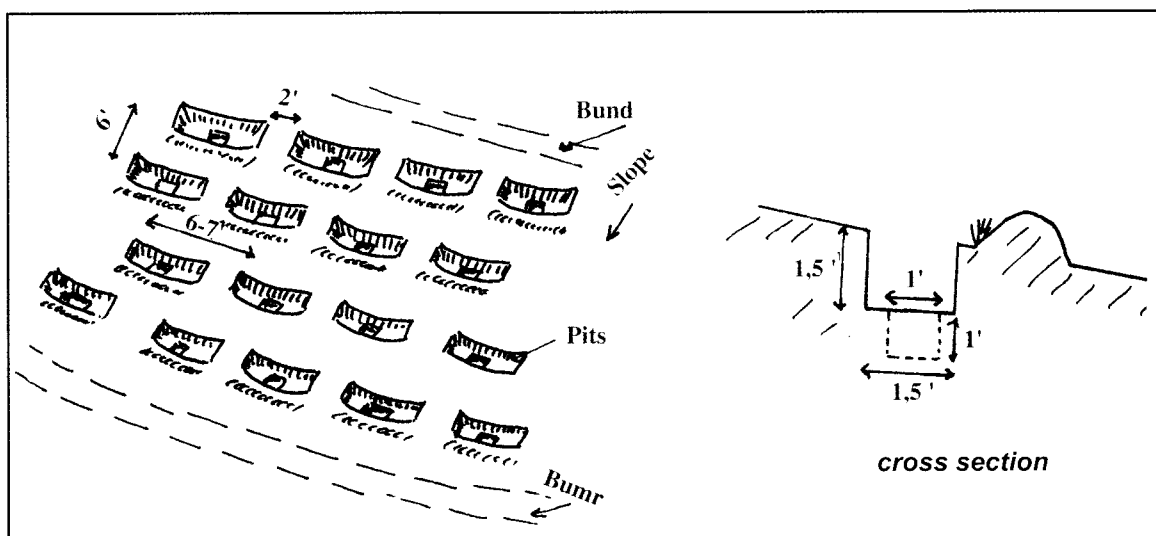 Bund
2'
6'
Slope
6-7'
Pits
Bumr
1,5 '
1'
1'
1,5 '
cross section